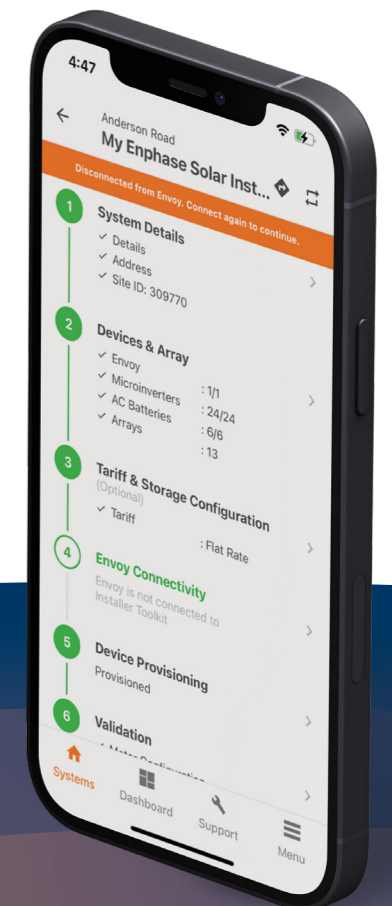 4:47
Anderson Road
My Enphase Solar Inst...
Disconnected from Envoy. Connect again to continue.
1
System Details
✓ Details
✓ Address
✓ Site ID: 309770
2
Devices & Array
✓ Envoy : 1/1
✓ Microinverters : 24/24
✓ AC Batteries : 6/6
✓ Arrays : 13
3
Tariff & Storage Configuration
(Optional)
✓ Tariff : Flat Rate
4
Envoy Connectivity
Envoy is not connected to
Installer Toolkit
5
Device Provisioning
Provisioned
6
Validation
✓ Meter Configuration
Systems
Dashboard
Support
Menu